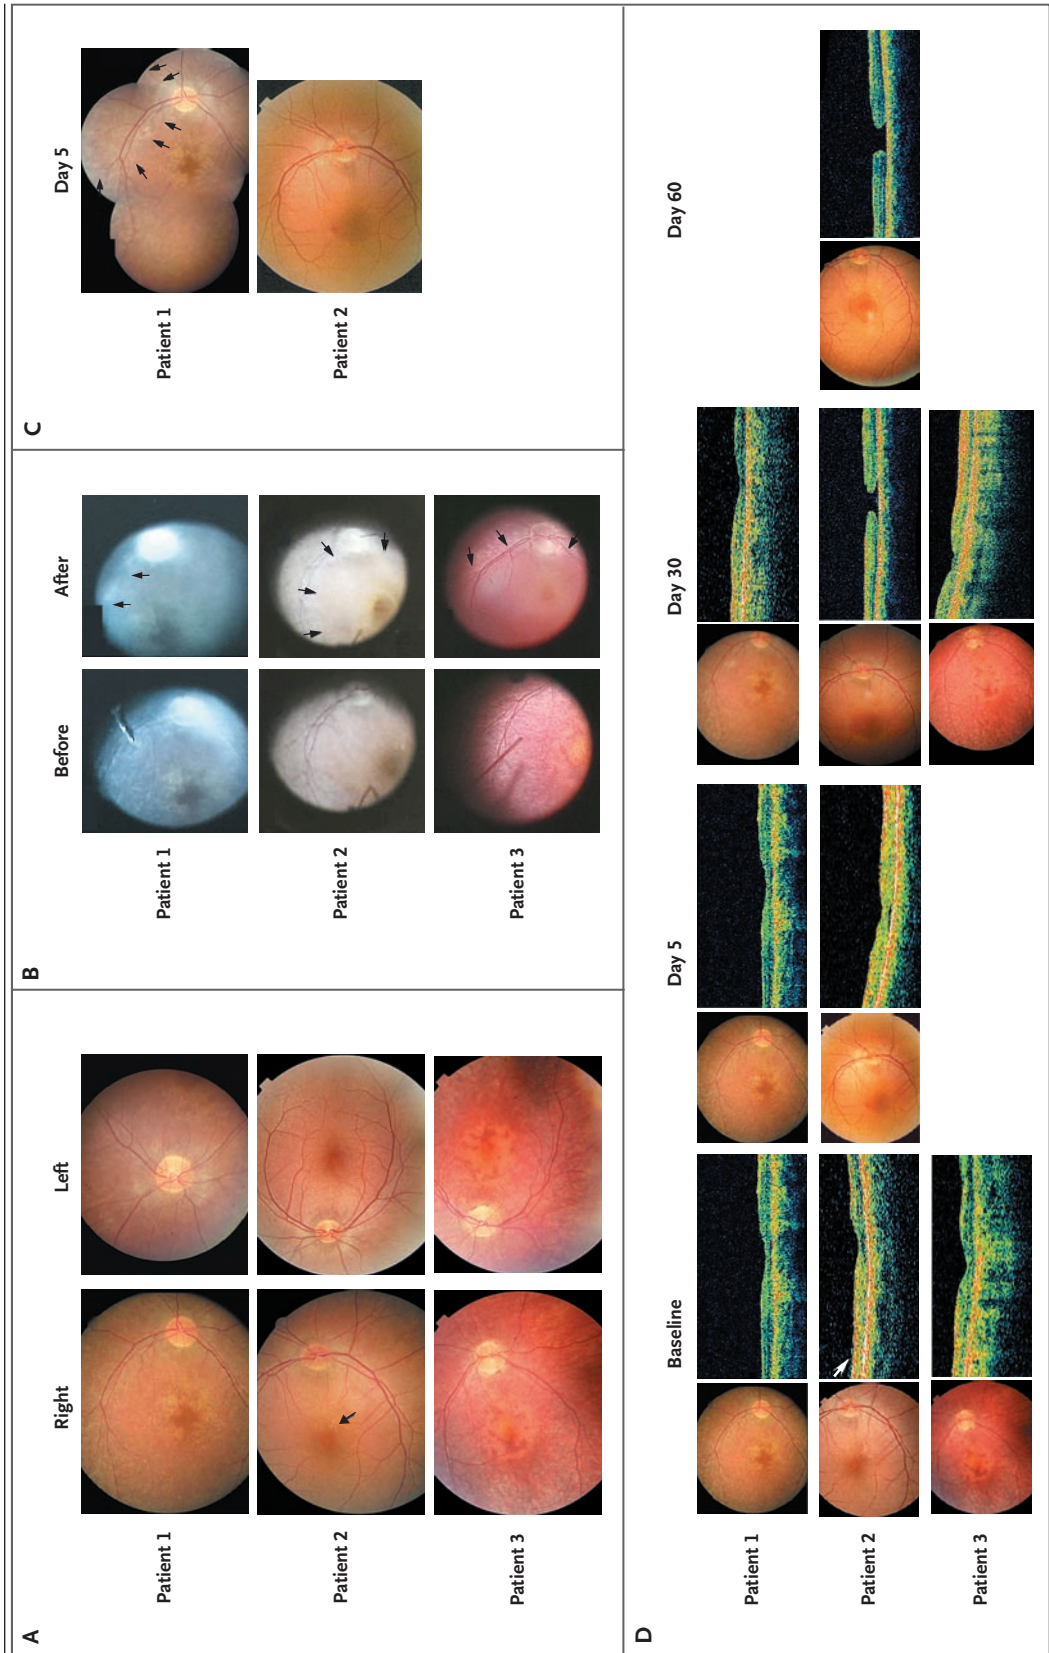 A
Right
Left
Patient 1
Patient 2
Patient 3
B
Before
After
Patient 1
Patient 2
Patient 3
C
Day 5
Patient 1
Patient 2
D
Baseline
Day 5
Day 30
Day 60
Patient 1
Patient 2
Patient 3